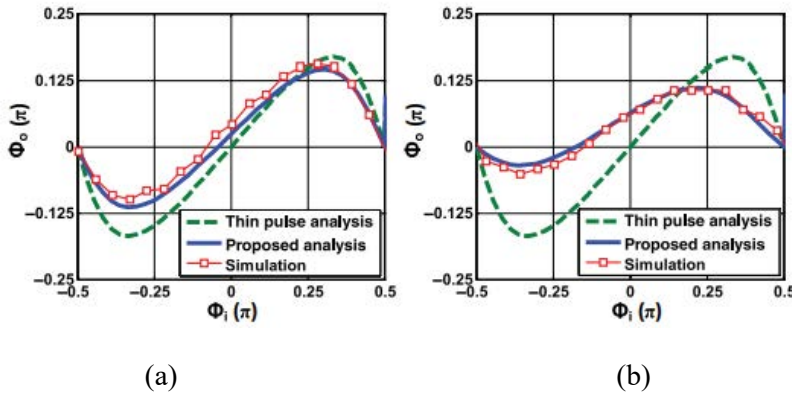 0.25
0.125
0
−0.125
−0.25
Φo (π)
−0.5
−0.25
0
0.25
0.5
Φi (π)
Thin pulse analysis
Proposed analysis
Simulation
(a)
0.25
0.125
0
−0.125
−0.25
Φo (π)
−0.5
−0.25
0
0.25
0.5
Φi (π)
Thin pulse analysis
Proposed analysis
Simulation
(b)